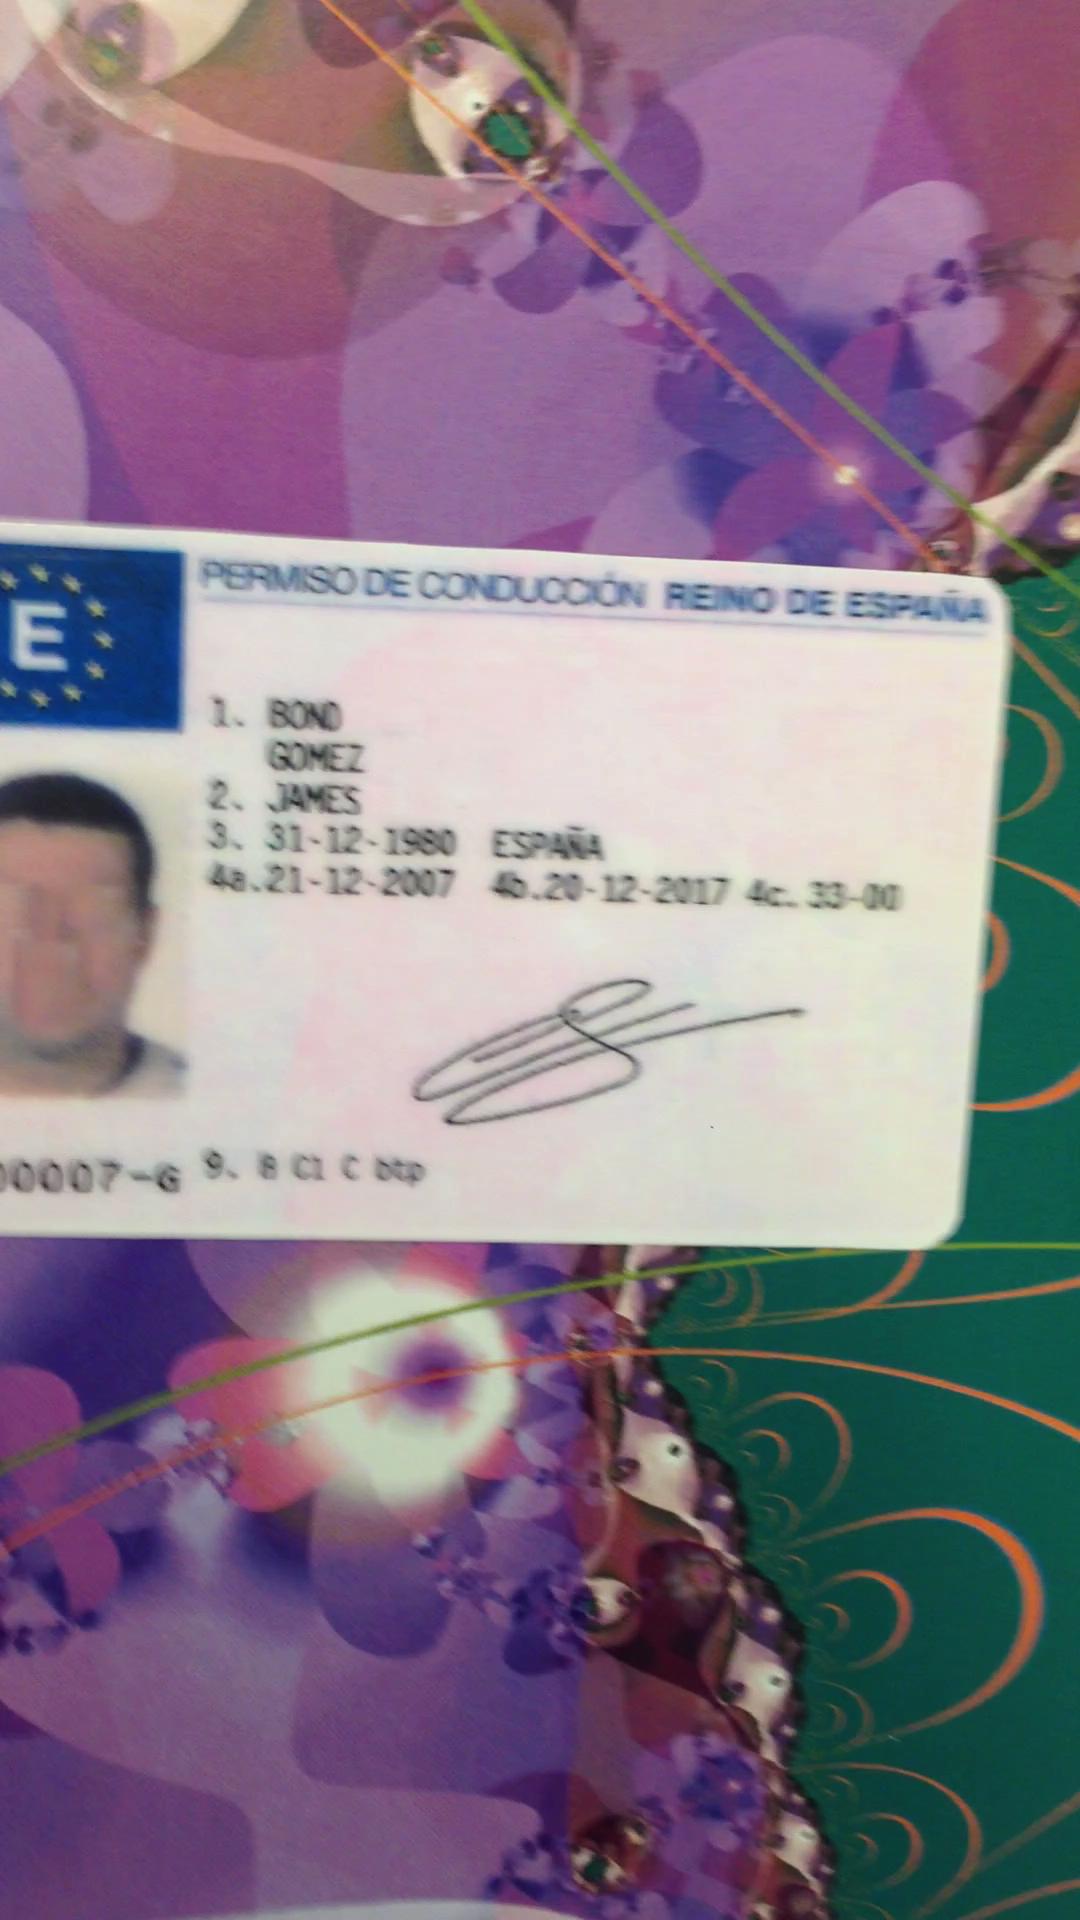 E
PERMISO DE CONDUCCIÓN REINO DE ESPAÑA
1. BOND
GOMEZ
2. JAMES
3. 31-12-1980 ESPAÑA
4a.21-12-2007 4b.20-12-2017 4c.33-00
00007-G 9. B C1 C btp